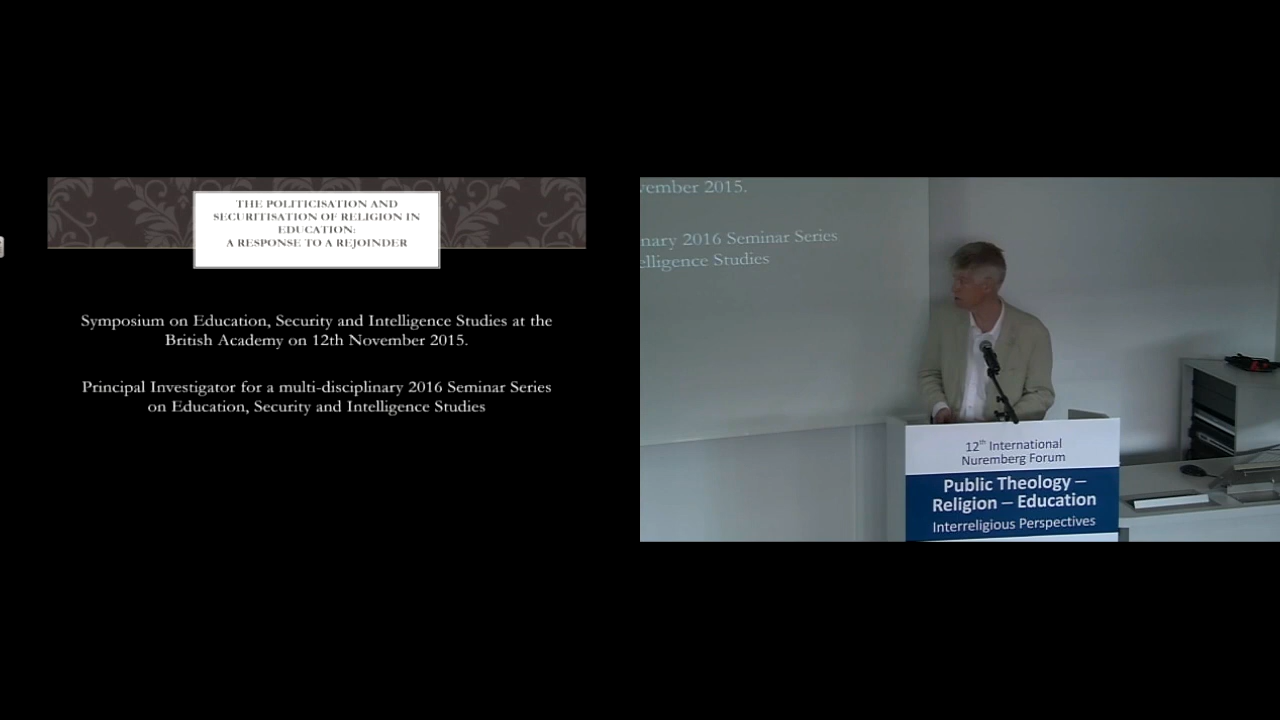 THE POLITICISATION AND
SECURITISATION OF RELIGION IN
EDUCATION:
A RESPONSE TO A REJOINDER
Symposium on Education, Security and Intelligence Studies at the
British Academy on 12th November 2015.
Principal Investigator for a multi-disciplinary 2016 Seminar Series
on Education, Security and Intelligence Studies
vember 2015.
nary 2016 Seminar Series
elligence Studies
12th International
Nuremberg Forum
Public Theology –
Religion – Education
Interreligious Perspectives